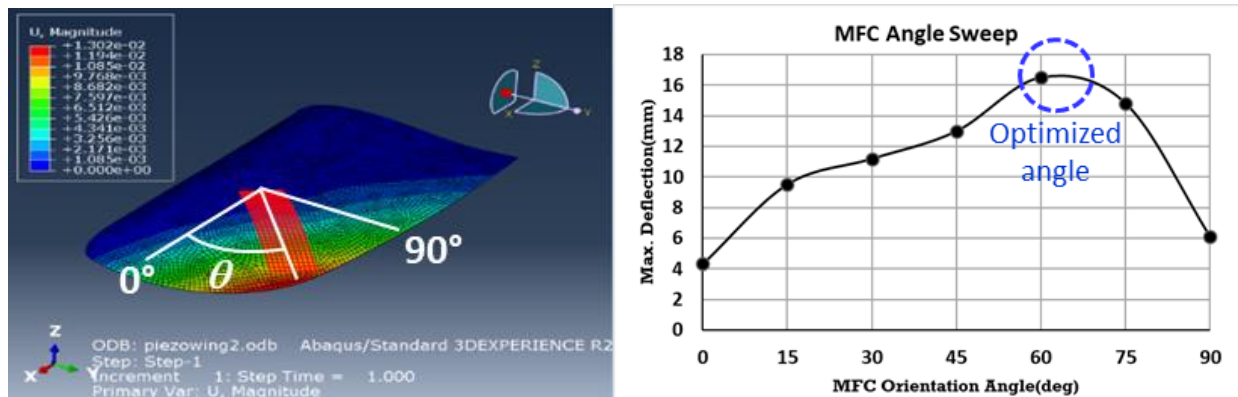 U, Magnitude
+1.302e-02
+1.194e-02
+1.085e-02
+9.768e-03
+8.682e-03
+7.597e-03
+6.512e-03
+5.426e-03
+4.341e-03
+3.256e-03
+2.171e-03
+1.085e-03
+0.000e+00
Z
X
Y
0°
θ
90°
Z
X
Y
ODB: piezowing2.odb Abaqus/Standard 3DEXPERIENCE R2
Step: Step-1
Increment 1: Step Time = 1.000
Primary Var: U, Magnitude
MFC Angle Sweep
Max. Deflection(mm)
18
16
14
12
10
8
6
4
2
0
Optimized
angle
0 15 30 45 60 75 90
MFC Orientation Angle(deg)